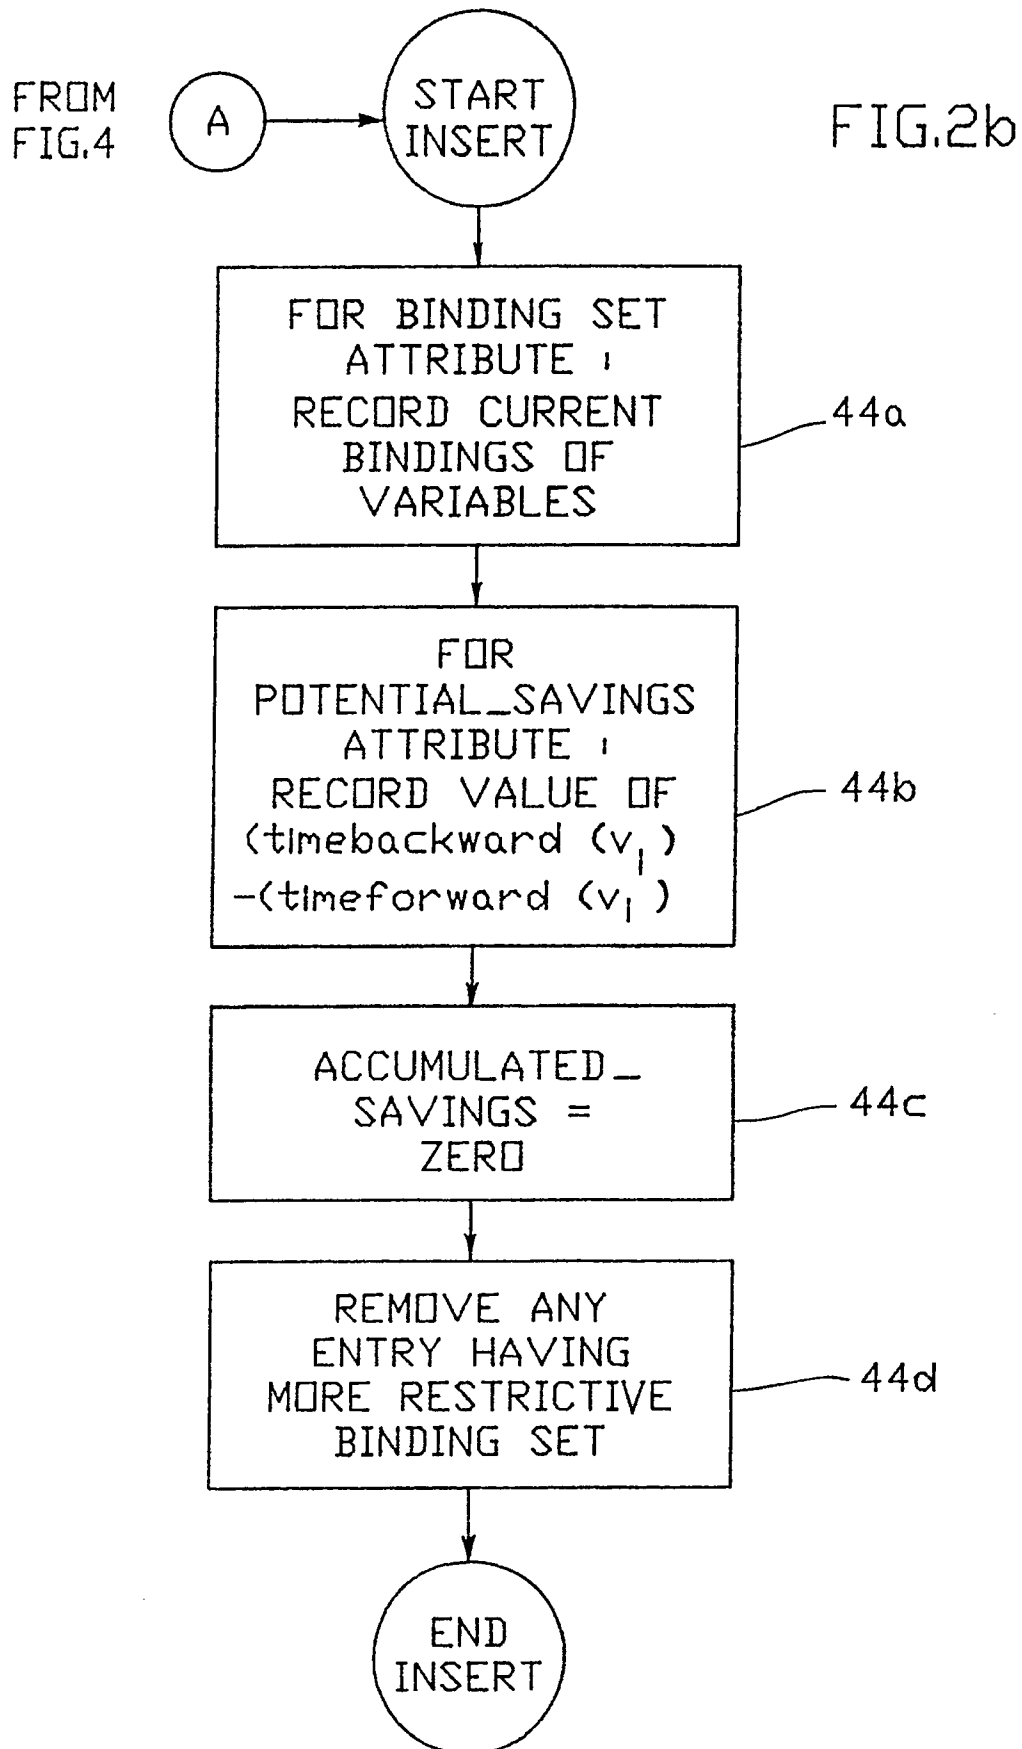 FROM
FIG.4
A
START
INSERT
FIG.2b
FOR BINDING SET
ATTRIBUTE :
RECORD CURRENT
BINDINGS OF
VARIABLES
44a
FOR
POTENTIAL_SAVINGS
ATTRIBUTE :
RECORD VALUE OF
(timebackward (vi)
-(timeforward (vi)
44b
ACCUMULATED_
SAVINGS =
ZERO
44c
REMOVE ANY
ENTRY HAVING
MORE RESTRICTIVE
BINDING SET
44d
END
INSERT